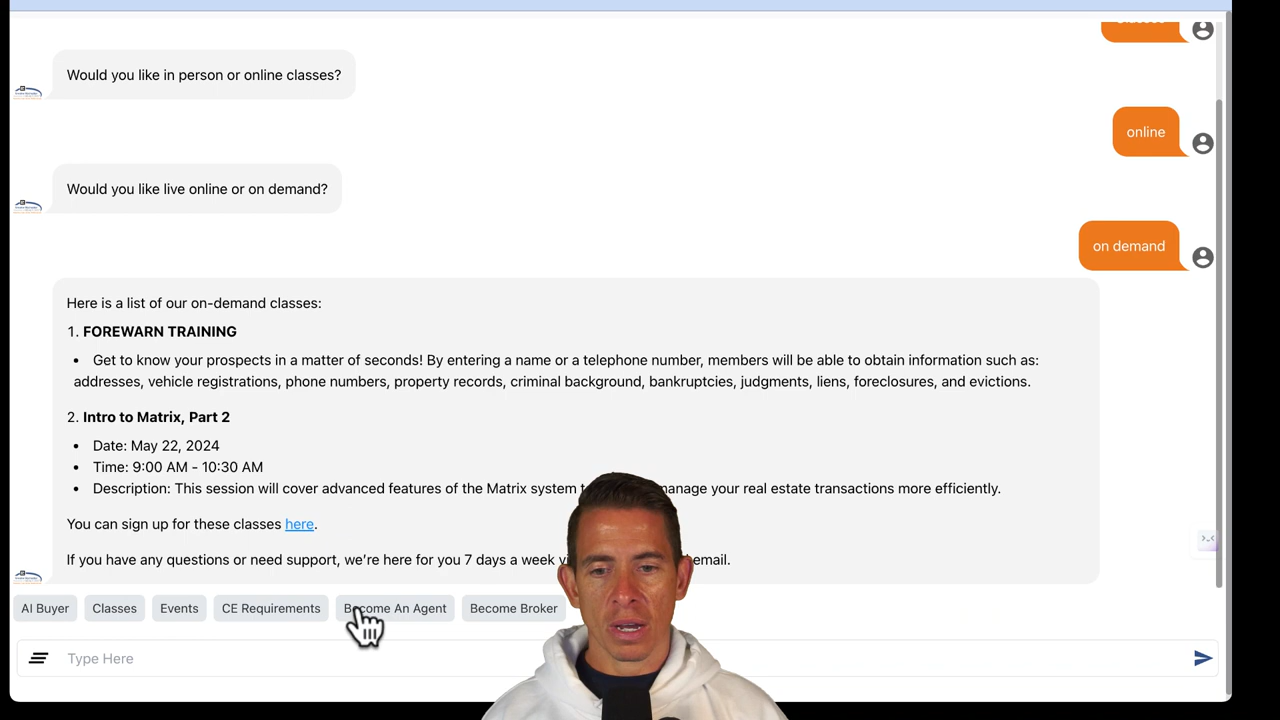 Would you like in person or online classes?
online
Would you like live online or on demand?
on demand
Here is a list of our on-demand classes:
1. FOREWARN TRAINING
• Get to know your prospects in a matter of seconds! By entering a name or a telephone number, members will be able to obtain information such as:
addresses, vehicle registrations, phone numbers, property records, criminal background, bankruptcies, judgments, liens, foreclosures, and evictions.
2. Intro to Matrix, Part 2
• Date: May 22, 2024
• Time: 9:00 AM - 10:30 AM
• Description: This session will cover advanced features of the Matrix system manage your real estate transactions more efficiently.
You can sign up for these classes here.
If you have any questions or need support, we're here for you 7 days a week email.
AI Buyer Classes Events CE Requirements Become An Agent Become Broker
Type Here